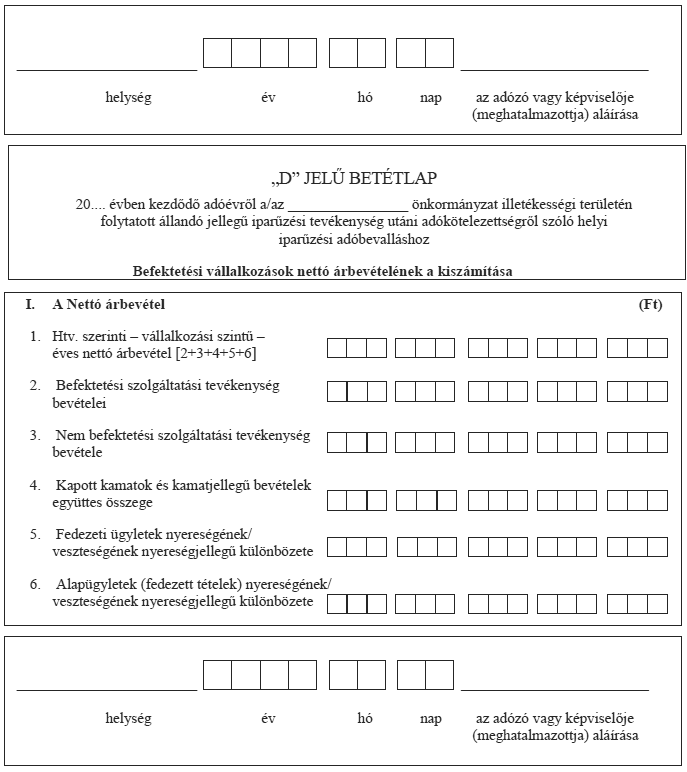 helység év hó nap az adózó vagy képviselője
(meghatalmazottja) aláírása
„D” JELŰ BETÉTLAP
20.... évben kezdődő adóévről a/az ________________ önkormányzat illetékességi területén
folytatott állandó jellegű iparűzési tevékenység utáni adókötelezettségről szóló helyi
iparűzési adóbevalláshoz
Befektetési vállalkozások nettó árbevételének a kiszámítása
I. A Nettó árbevétel (Ft)
1. Htv. szerinti – vállalkozási szintű –
éves nettó árbevétel [2+3+4+5+6]
2. Befektetési szolgáltatási tevékenység
bevételei
3. Nem befektetési szolgáltatási tevékenység
bevétele
4. Kapott kamatok és kamatjellegű bevételek
együttes összege
5. Fedezeti ügyletek nyereségének/
veszteségének nyereségjellegű különbözete
6. Alapügyletek (fedezett tételek) nyereségének/
veszteségének nyereségjellegű különbözete
helység év hó nap az adózó vagy képviselője
(meghatalmazottja) aláírása